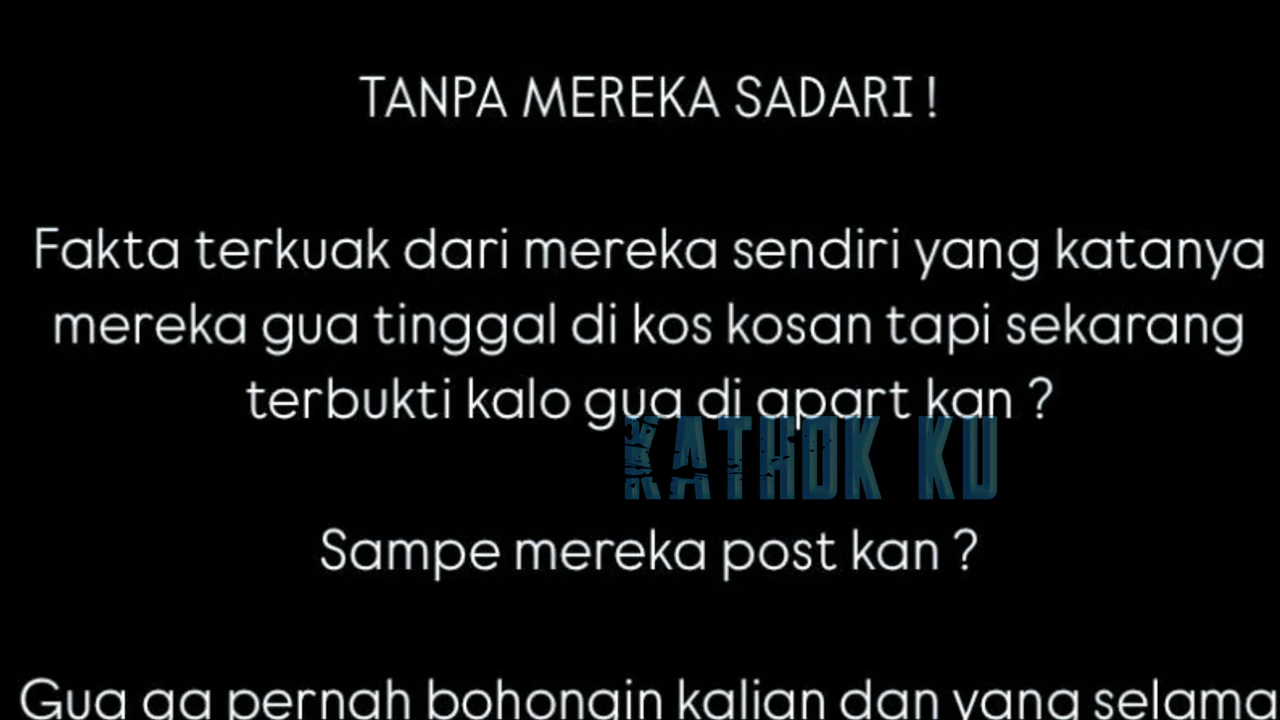 TANPA MEREKA SADARI !
Fakta terkuak dari mereka sendiri yang katanya
mereka gua tinggal di kos kosan tapi sekarang
terbukti kalo gua di apart kan ?
KATHOK KU
Sampe mereka post kan ?
Gua ga pernah bohongin kalian dan yang selama